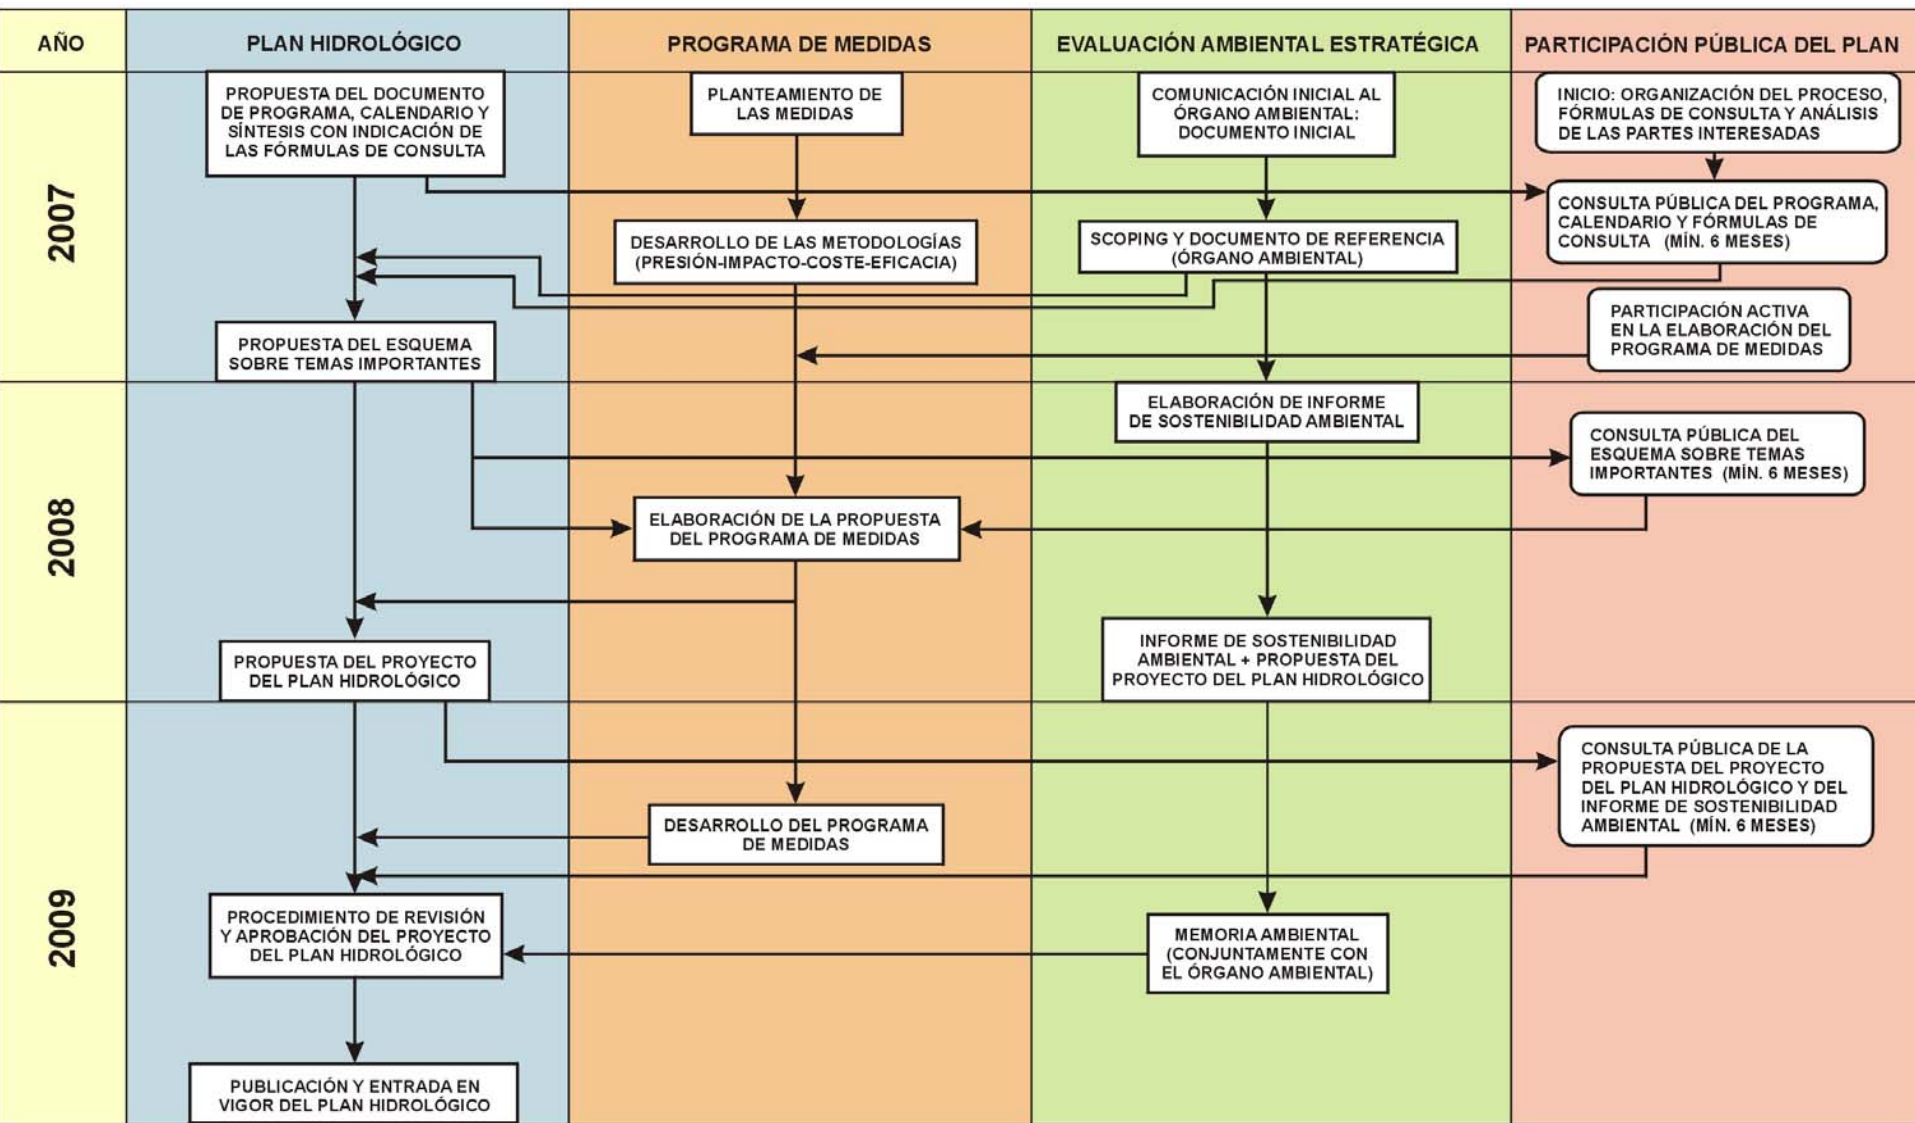 AÑO
PLAN HIDROLÓGICO
PROGRAMA DE MEDIDAS
EVALUACIÓN AMBIENTAL ESTRATÉGICA
PARTICIPACIÓN PÚBLICA DEL PLAN
2007
PROPUESTA DEL DOCUMENTO
DE PROGRAMA, CALENDARIO Y
SÍNTESIS CON INDICACIÓN DE
LAS FÓRMULAS DE CONSULTA
PLANTEAMIENTO DE
LAS MEDIDAS
COMUNICACIÓN INICIAL AL
ÓRGANO AMBIENTAL:
DOCUMENTO INICIAL
INICIO: ORGANIZACIÓN DEL PROCESO,
FÓRMULAS DE CONSULTA Y ANÁLISIS
DE LAS PARTES INTERESADAS
CONSULTA PÚBLICA DEL PROGRAMA,
CALENDARIO Y FÓRMULAS DE
CONSULTA (MÍN. 6 MESES)
DESARROLLO DE LAS METODOLOGÍAS
(PRESIÓN-IMPACTO-COSTE-EFICACIA)
SCOPING Y DOCUMENTO DE REFERENCIA
(ÓRGANO AMBIENTAL)
PARTICIPACIÓN ACTIVA
EN LA ELABORACIÓN DEL
PROGRAMA DE MEDIDAS
PROPUESTA DEL ESQUEMA
SOBRE TEMAS IMPORTANTES
2008
ELABORACIÓN DE INFORME
DE SOSTENIBILIDAD AMBIENTAL
CONSULTA PÚBLICA DEL
ESQUEMA SOBRE TEMAS
IMPORTANTES (MÍN. 6 MESES)
ELABORACIÓN DE LA PROPUESTA
DEL PROGRAMA DE MEDIDAS
PROPUESTA DEL PROYECTO
DEL PLAN HIDROLÓGICO
INFORME DE SOSTENIBILIDAD
AMBIENTAL + PROPUESTA DEL
PROYECTO DEL PLAN HIDROLÓGICO
2009
CONSULTA PÚBLICA DE LA
PROPUESTA DEL PROYECTO
DEL PLAN HIDROLÓGICO Y DEL
INFORME DE SOSTENIBILIDAD
AMBIENTAL (MÍN. 6 MESES)
DESARROLLO DEL PROGRAMA
DE MEDIDAS
PROCEDIMIENTO DE REVISIÓN
Y APROBACIÓN DEL PROYECTO
DEL PLAN HIDROLÓGICO
MEMORIA AMBIENTAL
(CONJUNTAMENTE CON
EL ÓRGANO AMBIENTAL)
PUBLICACIÓN Y ENTRADA EN
VIGOR DEL PLAN HIDROLÓGICO